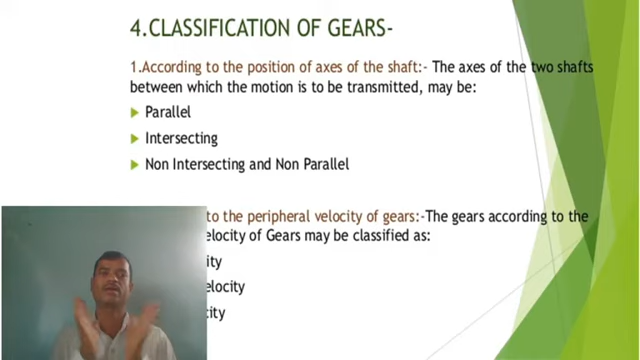 4.CLASSIFICATION OF GEARS-
1.According to the position of axes of the shaft:- The axes of the two shafts
between which the motion is to be transmitted, may be:
Parallel
Intersecting
Non Intersecting and Non Parallel
to the peripheral velocity of gears:-The gears according to the
elocity of Gears may be classified as:
ity
elocity
city